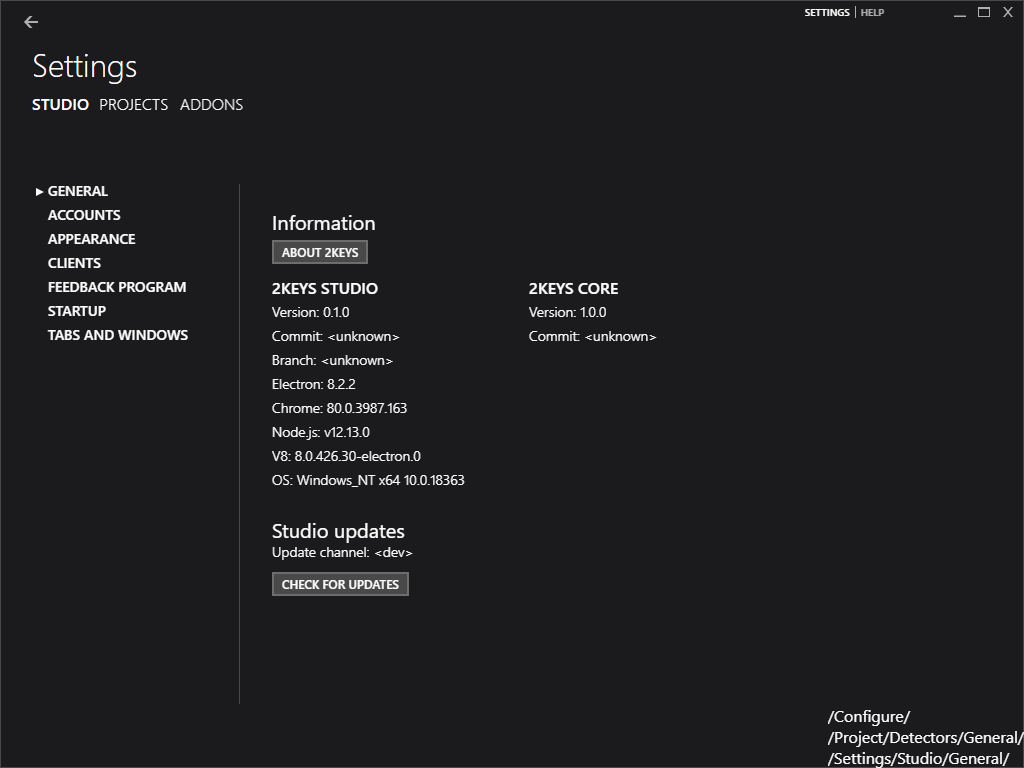 SETTINGS | HELP
Settings
STUDIO PROJECTS ADDONS
GENERAL
ACCOUNTS
APPEARANCE
CLIENTS
FEEDBACK PROGRAM
STARTUP
TABS AND WINDOWS
Information
ABOUT 2KEYS
2KEYS STUDIO
Version: 0.1.0
Commit: <unknown>
Branch: <unknown>
Electron: 8.2.2
Chrome: 80.0.3987.163
Node.js: v12.13.0
V8: 8.0.426.30-electron.0
OS: Windows_NT x64 10.0.18363
2KEYS CORE
Version: 1.0.0
Commit: <unknown>
Studio updates
Update channel: <dev>
CHECK FOR UPDATES
/Configure/
/Project/Detectors/General/
/Settings/Studio/General/